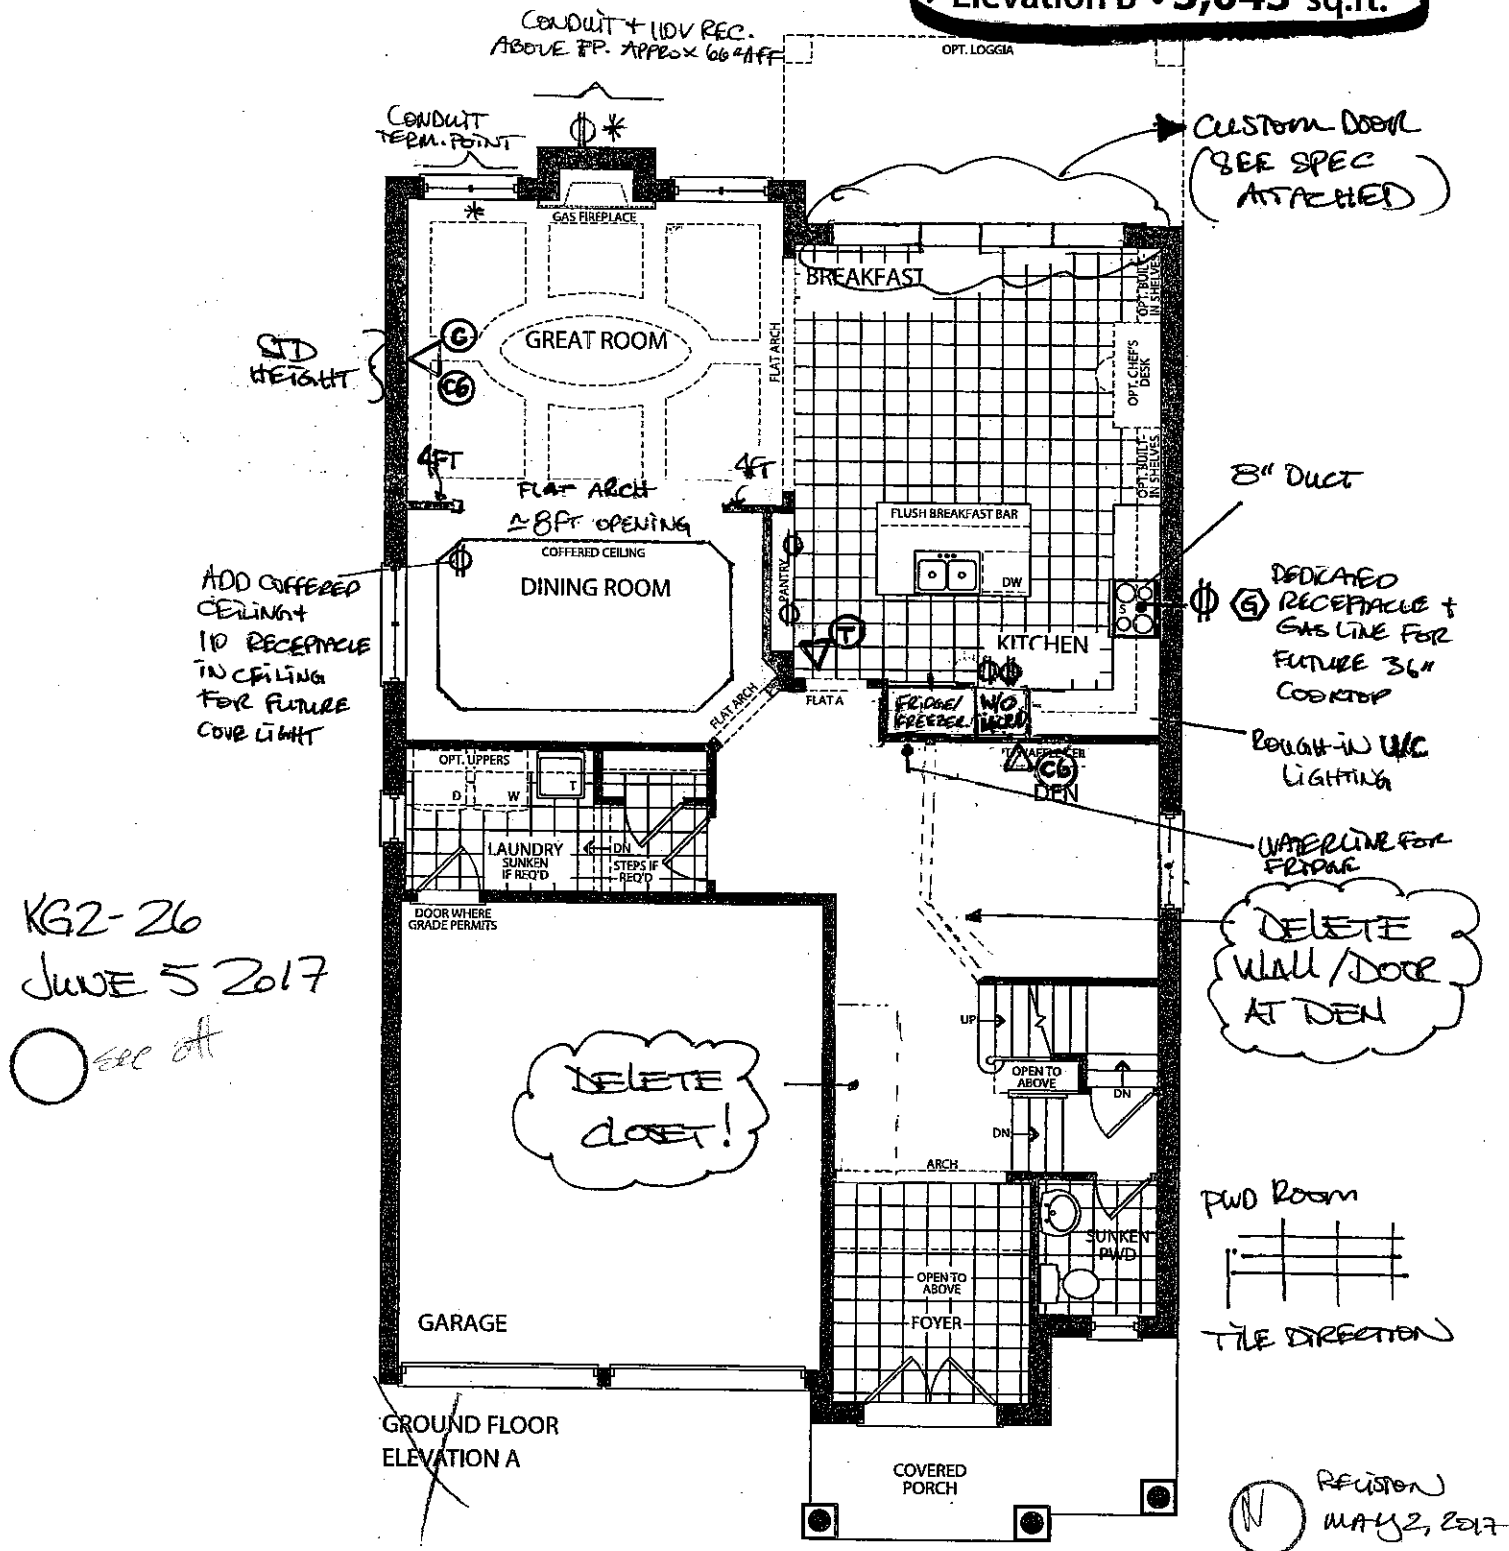 Elevation B • 3,643 sq.ft.
CONDUIT + 110V REC.
ABOVE FP. APPROX 66" AFF
OPT. LOGGIA
CONDUIT
TERM. POINT
*
CUSTOM DOOR
(SEE SPEC
ATTACHED)
*
GAS FIREPLACE
BREAKFAST
OPT. BUILT-
IN SHELVES
STD
HEIGHT
G
GREAT ROOM
C6
FLAT ARCH
OPT. CHEF'S
DESK
4FT
4FT
OPT. BUILT-
IN SHELVES
FLAT ARCH
~8FT OPENING
8" DUCT
FLUSH BREAKFAST BAR
COFFERED CEILING
DINING ROOM
PANTRY
DW
S
ADD COFFERED
CEILING +
1Ø RECEPTACLE
IN CEILING
FOR FUTURE
COVE LIGHT
G
DEDICATED
RECEPTACLE +
GAS LINE FOR
FUTURE 36"
COOKTOP
T
KITCHEN
FLAT ARCH
FLAT A
FRIDGE/
FREEZER
W/O
ROUGH-IN U/C
LIGHTING
OPT. UPPERS
D
W
T
C6
DEN
LAUNDRY
SUNKEN
IF REQ'D
DN
STEPS IF
REQ'D
WATERLINE FOR
FRIDGE
KG2-26
JUNE 5 2017
see att
DOOR WHERE
GRADE PERMITS
DELETE
WALL / DOOR
AT DEN
UP
OPEN TO
ABOVE
DN
DN
DELETE
CLOSET!
ARCH
PWD ROOM
TILE DIRECTION
SUNKEN
PWD
OPEN TO
ABOVE
FOYER
GARAGE
GROUND FLOOR
ELEVATION A
COVERED
PORCH
N
REVISION
MAY 2, 2017